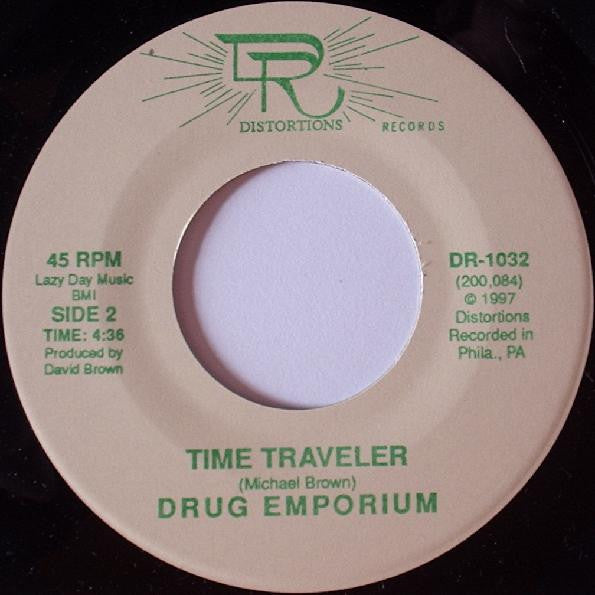 DR
DISTORTIONS RECORDS
45 RPM
Lazy Day Music
BMI
SIDE 2
TIME: 4:36
Produced by
David Brown
DR-1032
(200,084)
© 1997
Distortions
Recorded in
Phila., PA
TIME TRAVELER
(Michael Brown)
DRUG EMPORIUM